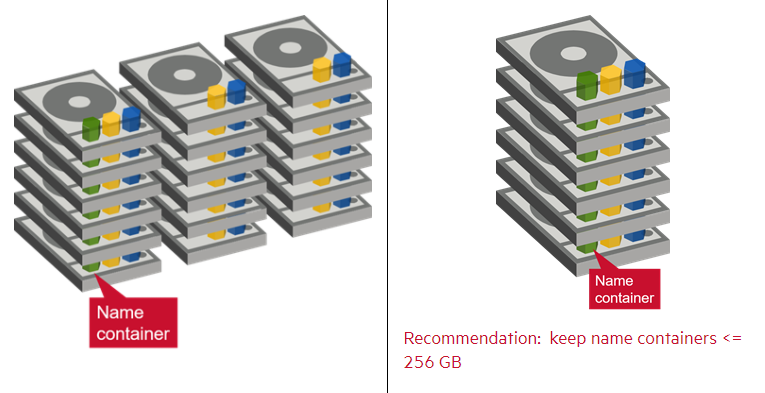 Name
container
Name
container
Recommendation:  keep name containers <=
256 GB